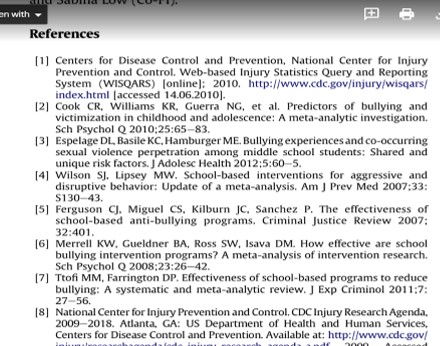 and Sabina Low (Co-PI).
en with
References
[1] Centers for Disease Control and Prevention, National Center for Injury
Prevention and Control. Web-based Injury Statistics Query and Reporting
System (WISQARS) [online]; 2010. http://www.cdc.gov/injury/wisqars/
index.html [accessed 14.06.2010].
[2] Cook CR, Williams KR, Guerra NG, et al. Predictors of bullying and
victimization in childhood and adolescence: A meta-analytic investigation.
Sch Psychol Q 2010;25:65–83.
[3] Espelage DL, Basile KC, Hamburger ME. Bullying experiences and co-occurring
sexual violence perpetration among middle school students: Shared and
unique risk factors. J Adolesc Health 2012;5:60–5.
[4] Wilson SJ, Lipsey MW. School-based interventions for aggressive and
disruptive behavior: Update of a meta-analysis. Am J Prev Med 2007;33:
S130–43.
[5] Ferguson CJ, Miguel CS, Kilburn JC, Sanchez P. The effectiveness of
school-based anti-bullying programs. Criminal Justice Review 2007;
32:401.
[6] Merrell KW, Gueldner BA, Ross SW, Isava DM. How effective are school
bullying intervention programs? A meta-analysis of intervention research.
Sch Psychol Q 2008;23:26–42.
[7] Ttofi MM, Farrington DP. Effectiveness of school-based programs to reduce
bullying: A systematic and meta-analytic review. J Exp Criminol 2011;7:
27–56.
[8] National Center for Injury Prevention and Control. CDC Injury Research Agenda,
2009–2018. Atlanta, GA: US Department of Health and Human Services,
Centers for Disease Control and Prevention. Available at: http://www.cdc.gov/